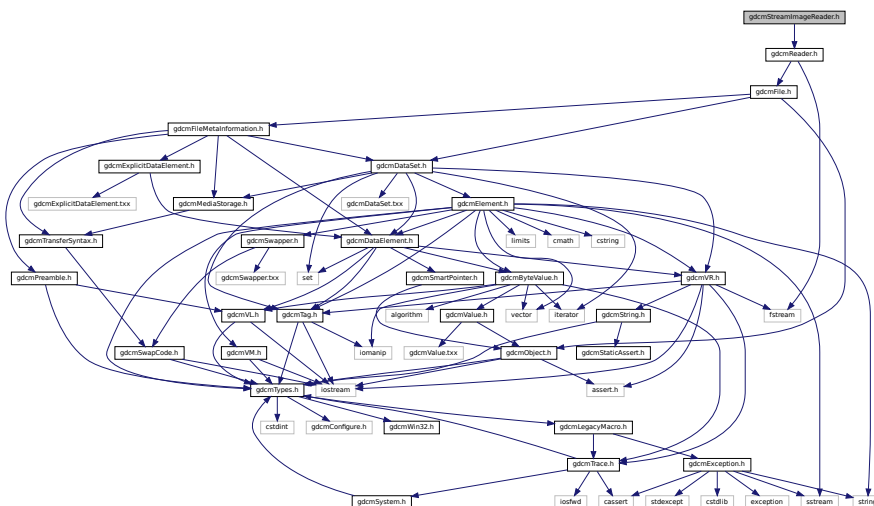 gdcmStreamImageReader.h
gdcmReader.h
gdcmFile.h
gdcmFileMetaInformation.h
gdcmExplicitDataElement.h
gdcmDataSet.h
gdcmExplicitDataElement.txx
gdcmMediaStorage.h
gdcmDataSet.txx
gdcmElement.h
gdcmTransferSyntax.h
gdcmSwapper.h
gdcmDataElement.h
limits
cmath
cstring
gdcmPreamble.h
gdcmSwapper.txx
set
gdcmSmartPointer.h
gdcmByteValue.h
gdcmVR.h
gdcmVL.h
gdcmTag.h
algorithm
gdcmValue.h
vector
iterator
gdcmString.h
fstream
gdcmSwapCode.h
gdcmVM.h
iomanip
gdcmValue.txx
gdcmObject.h
gdcmStaticAssert.h
gdcmTypes.h
iostream
assert.h
cstdint
gdcmConfigure.h
gdcmWin32.h
gdcmLegacyMacro.h
gdcmTrace.h
gdcmException.h
gdcmSystem.h
iosfwd
cassert
stdexcept
cstdlib
exception
sstream
string